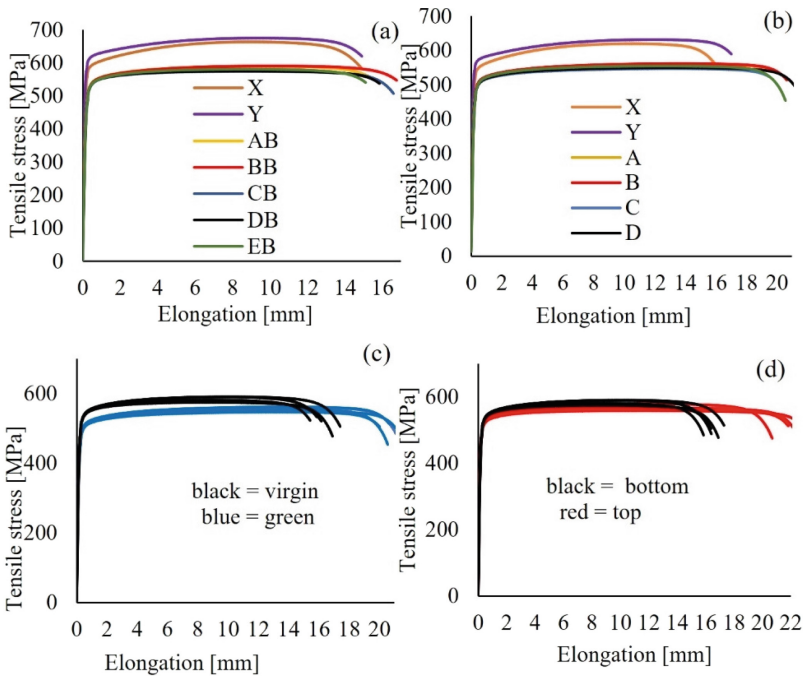 (a)
Tensile stress [MPa]
700
600
500
400
300
200
100
0
X
Y
AB
BB
CB
DB
EB
0 2 4 6 8 10 12 14 16
Elongation [mm]
(b)
Tensile stress [MPa]
700
600
500
400
300
200
100
0
X
Y
A
B
C
D
0 2 4 6 8 10 12 14 16 18 20
Elongation [mm]
(c)
Tensile stress [MPa]
600
400
200
0
black = virgin
blue = green
0 2 4 6 8 10 12 14 16 18 20
Elongation [mm]
(d)
Tensile stress [MPa]
600
400
200
0
black = bottom
red = top
0 2 4 6 8 10 12 14 16 18 20 22
Elongation [mm]